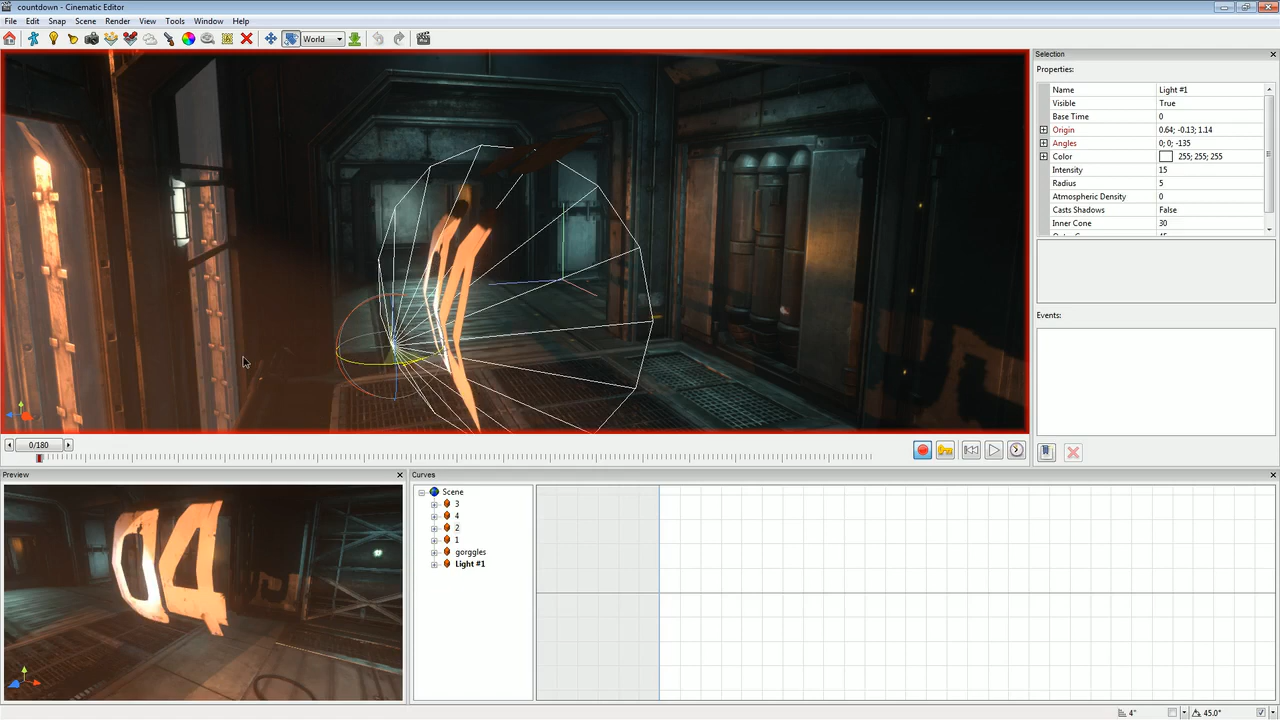 countdown - Cinematic Editor
File Edit Snap Scene Render View Tools Window Help
World
Selection
Properties:
Name Light #1
Visible True
Base Time 0
Origin 0.64; -0.13; 1.14
Angles 0; 0; -135
Color 255; 255; 255
Intensity 15
Radius 5
Atmospheric Density 0
Casts Shadows False
Inner Cone 30
Events:
0/180
Preview
04
Curves
Scene
3
4
2
1
gorggles
Light #1
4"
45.0°